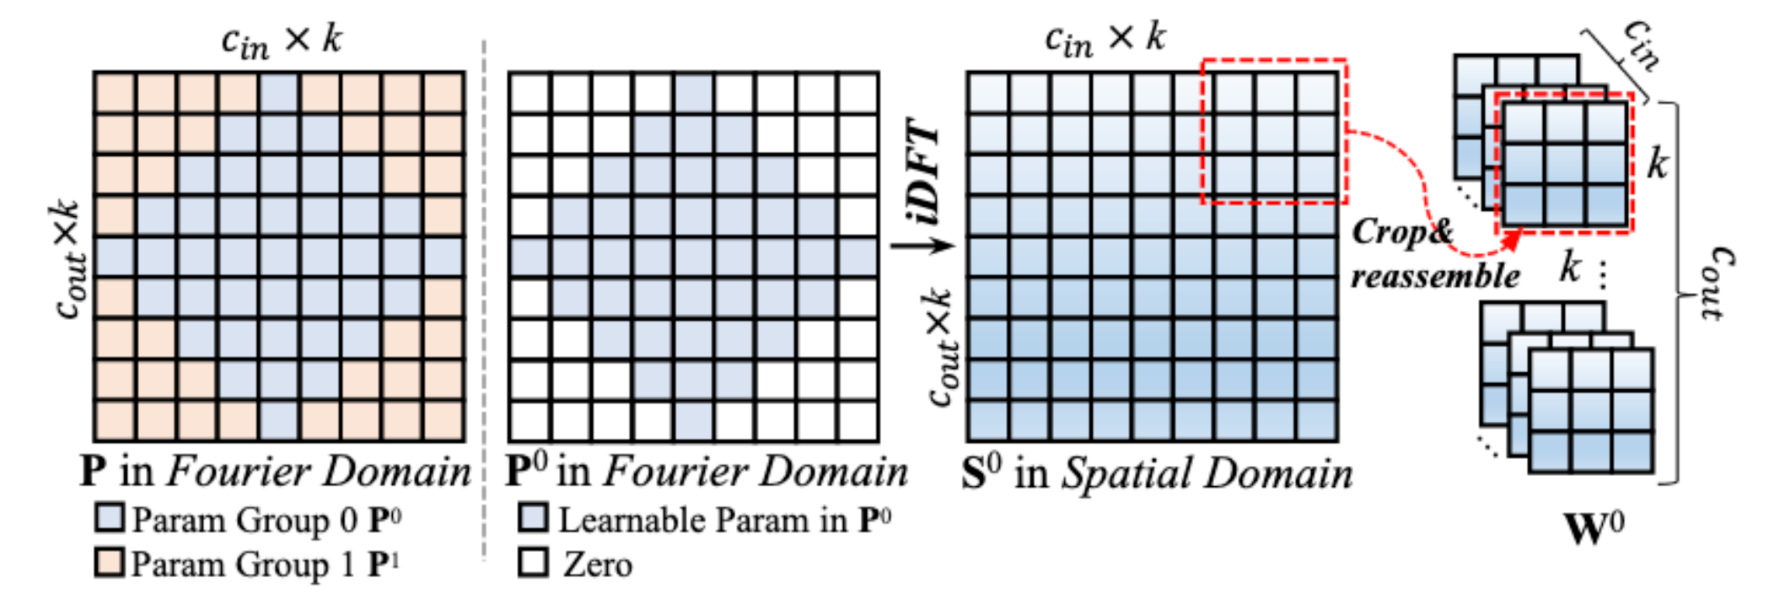 c_in × k
c_out×k
P in Fourier Domain
Param Group 0 P⁰
Param Group 1 P¹
P⁰ in Fourier Domain
Learnable Param in P⁰
Zero
iDFT
c_in × k
c_out×k
S⁰ in Spatial Domain
Crop&
reassemble
c_in
k
k
⋮
c_out
W⁰